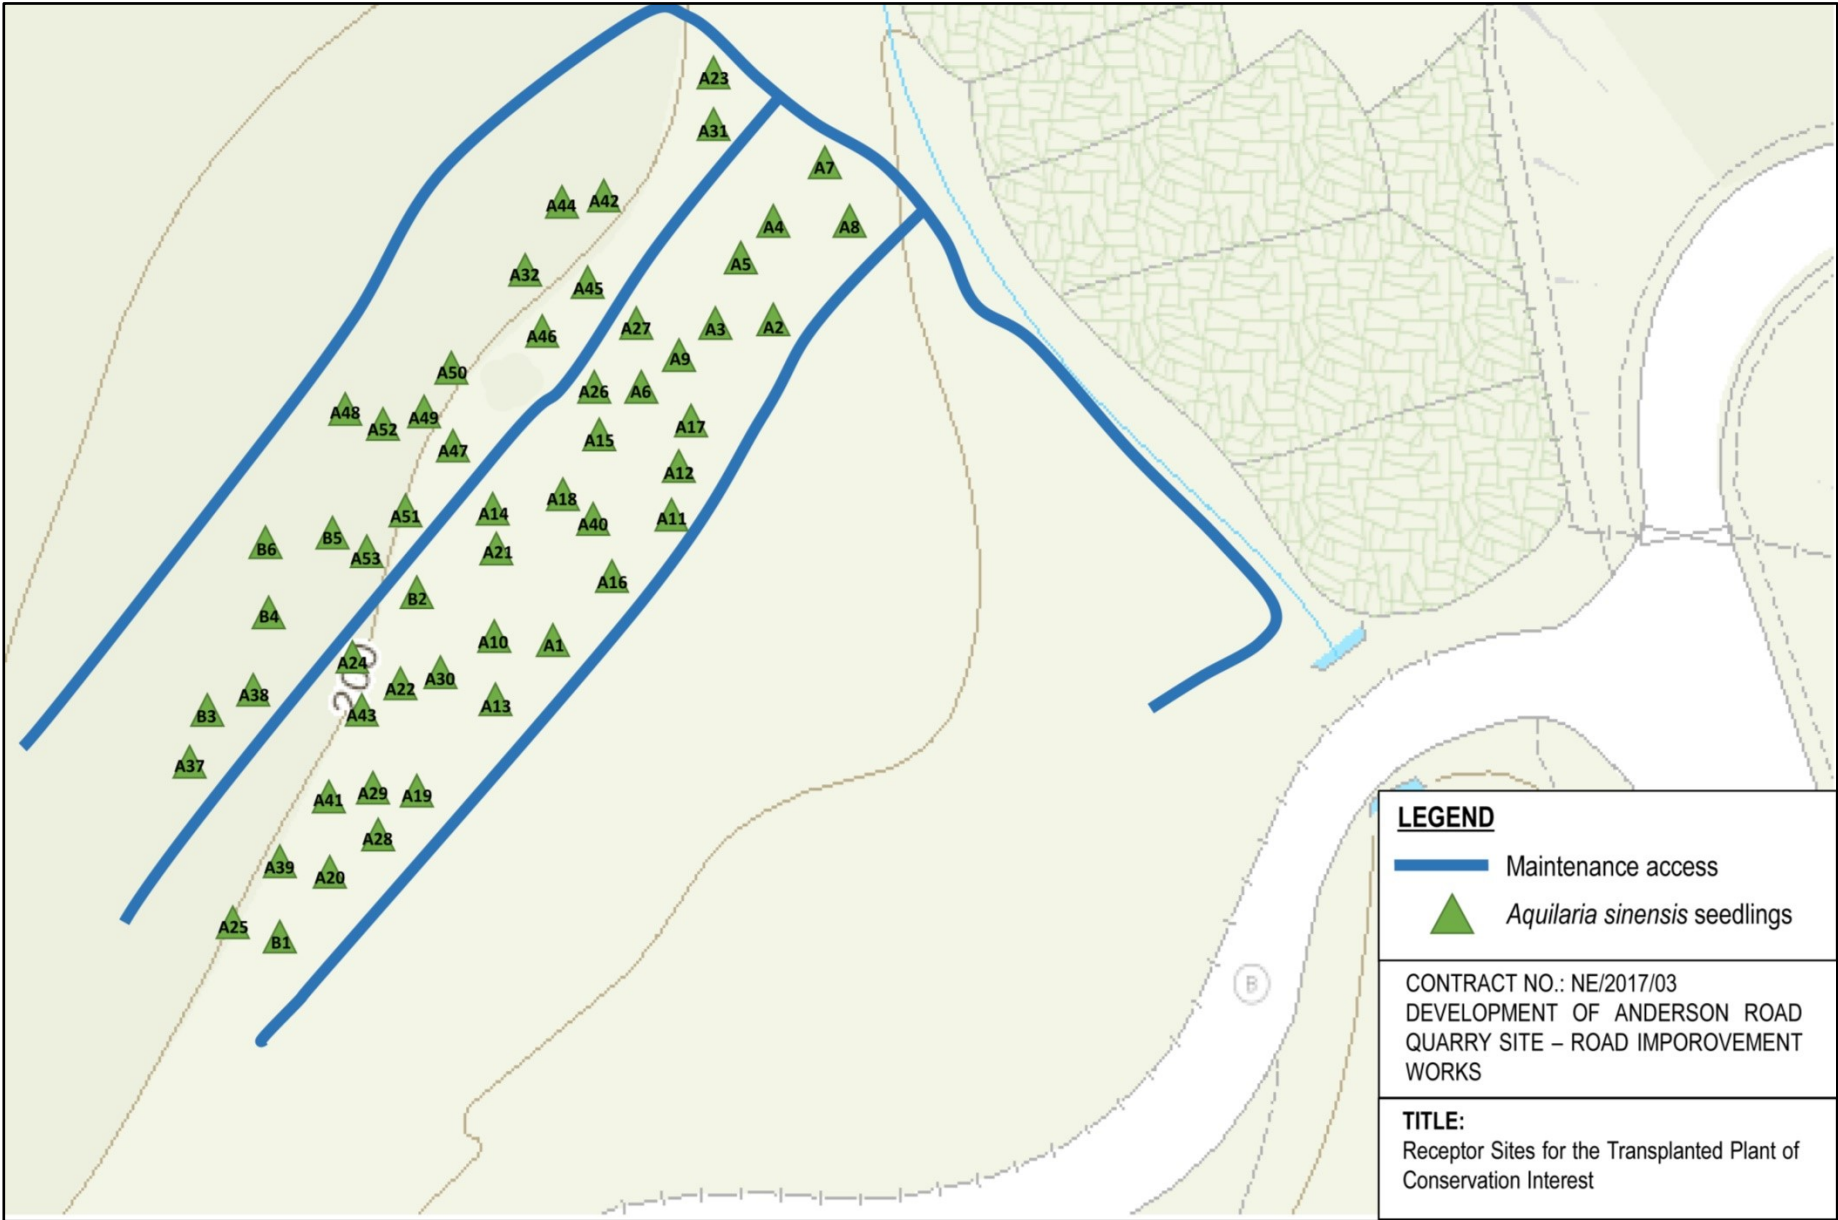 A23
A31
A7
A44 A42
A4 A8
A5
A32
A45
A27 A3 A2
A46
A9
A50
A26 A6
A48 A52 A49
A17
A15
A47
A12
A18
A51 A14 A40 A11
B6 B5 A53 A21
A16
B2
B4
A10 A1
A24
200
A22 A30
A38
A13
B3 A43
A37
A41 A29 A19
A28
A39 A20
A25
B1
B
LEGEND
Maintenance access
Aquilaria sinensis seedlings
CONTRACT NO.: NE/2017/03
DEVELOPMENT OF ANDERSON ROAD
QUARRY SITE – ROAD IMPOROVEMENT
WORKS
TITLE:
Receptor Sites for the Transplanted Plant of
Conservation Interest